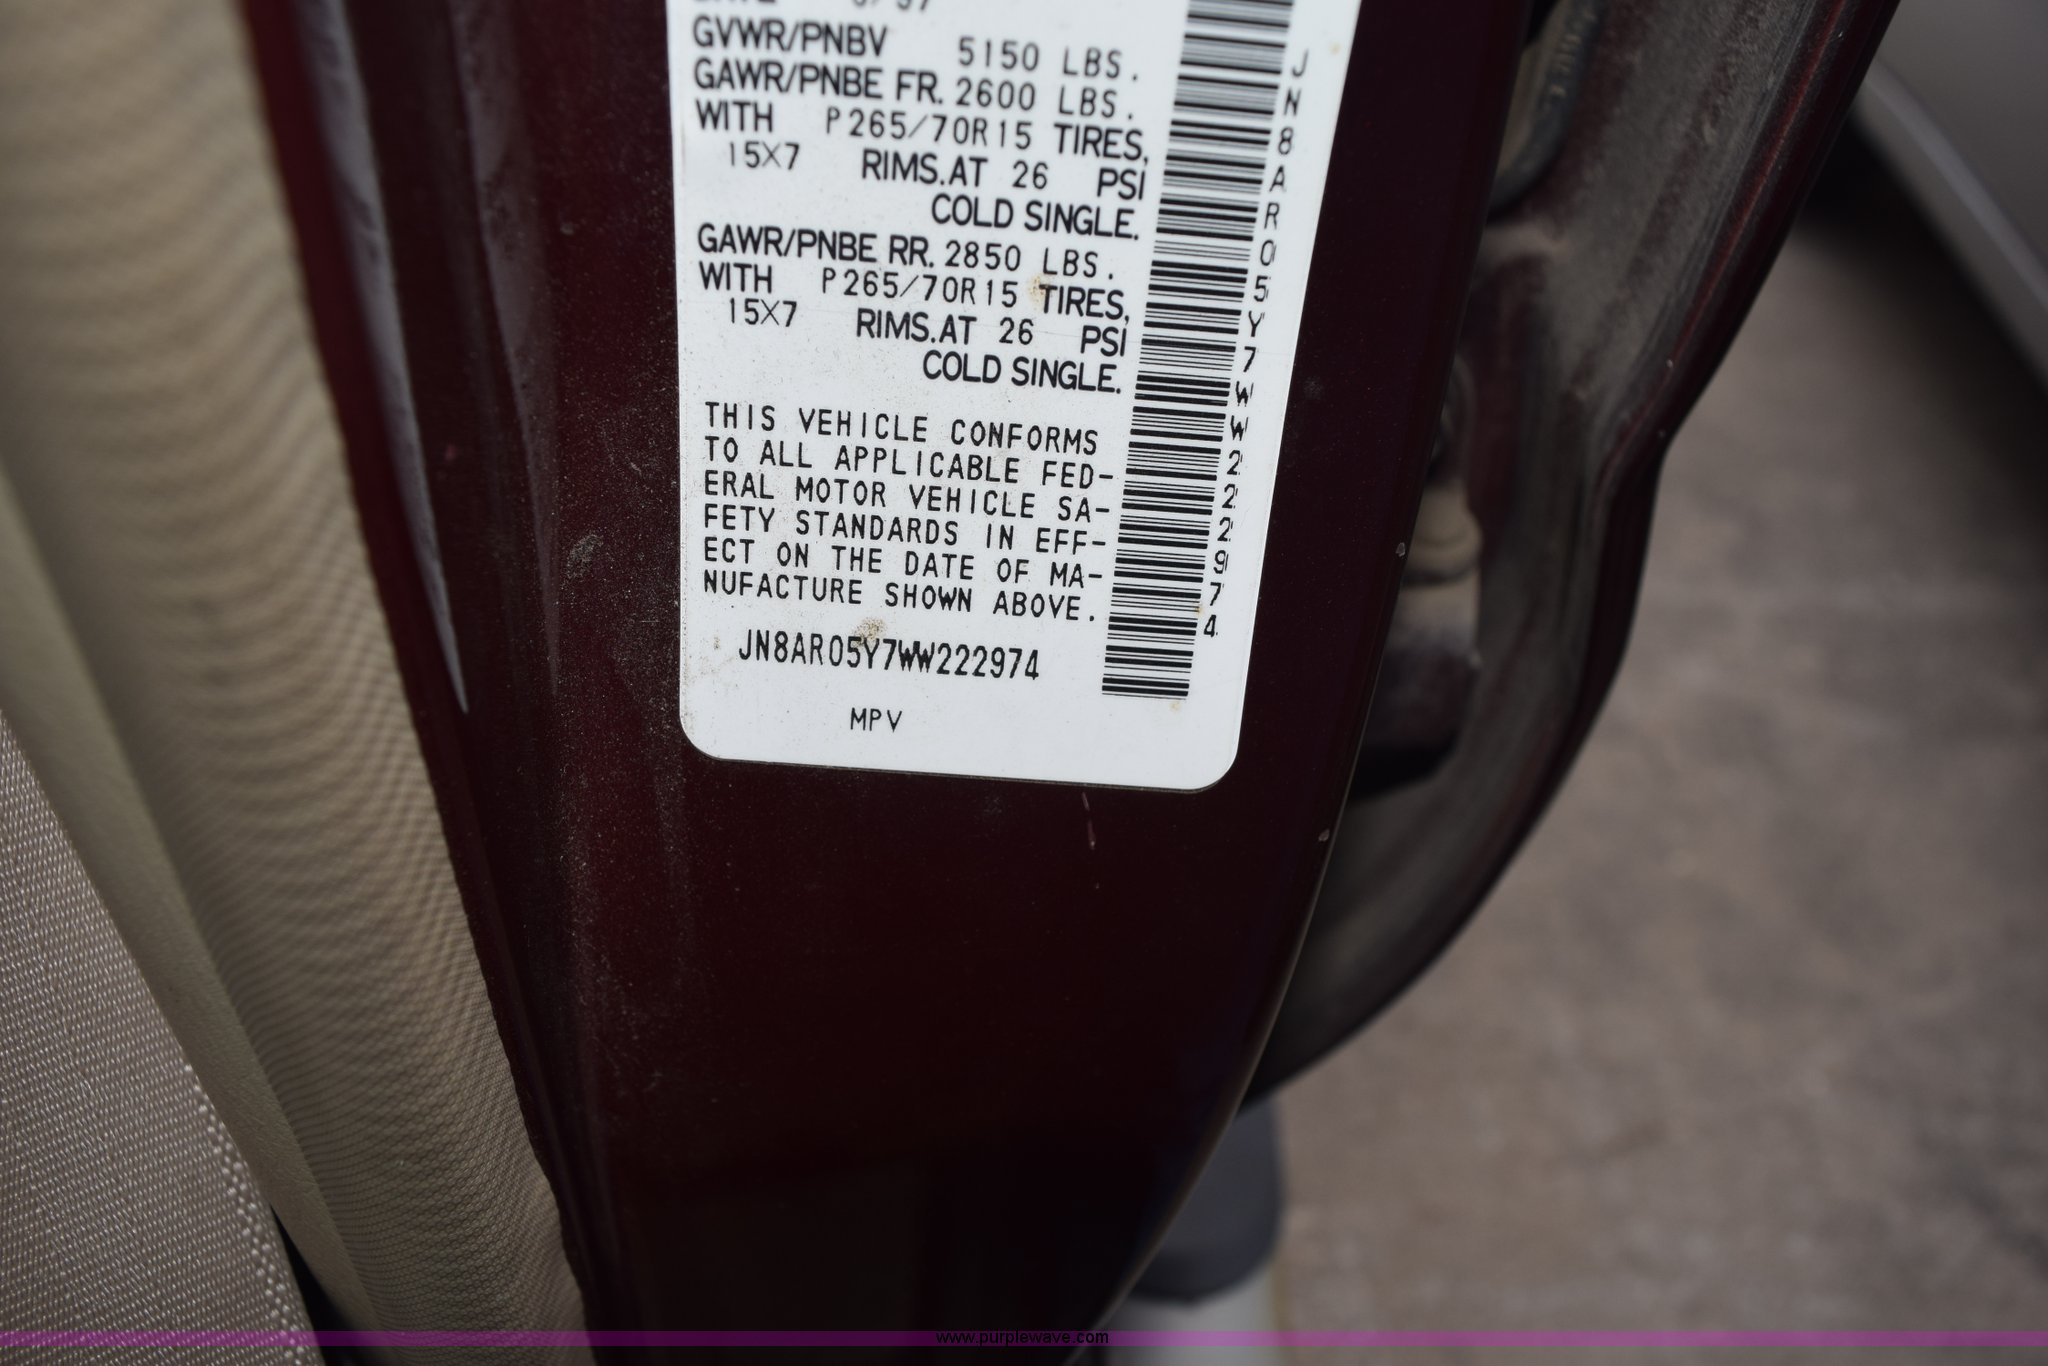 GVWR/PNBV 5150 LBS.
GAWR/PNBE FR. 2600 LBS.
WITH P265/70R15 TIRES,
15X7 RIMS.AT 26 PSI
COLD SINGLE.
GAWR/PNBE RR. 2850 LBS.
WITH P265/70R15 TIRES,
15X7 RIMS.AT 26 PSI
COLD SINGLE.
THIS VEHICLE CONFORMS
TO ALL APPLICABLE FED-
ERAL MOTOR VEHICLE SA-
FETY STANDARDS IN EFF-
ECT ON THE DATE OF MA-
NUFACTURE SHOWN ABOVE.
JN8AR05Y7WW222974
MPV
JN8AR05Y7WW222974
www.purplewave.com